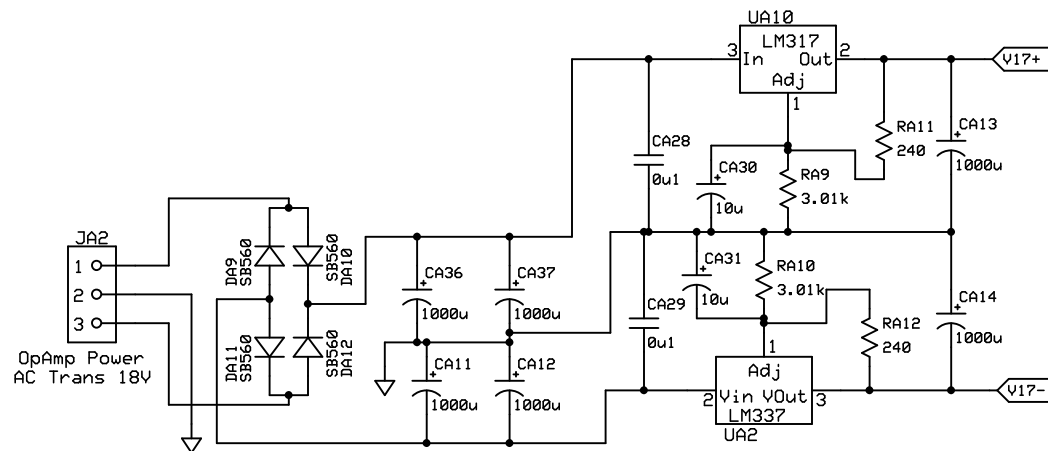 UA10
LM317
3
In
Out
2
Adj
1
V17+
CA28
0u1
CA30
10u
RA9
3.01k
RA11
240
CA13
1000u
JA2
1
2
3
OpAmp Power
AC Trans 18V
DA9
SB560
SB560
DA10
DA11
SB560
SB560
DA12
CA36
1000u
CA37
1000u
CA11
1000u
CA12
1000u
CA29
0u1
CA31
10u
RA10
3.01k
RA12
240
CA14
1000u
1
Adj
2
Vin
VOut
3
LM337
UA2
V17-